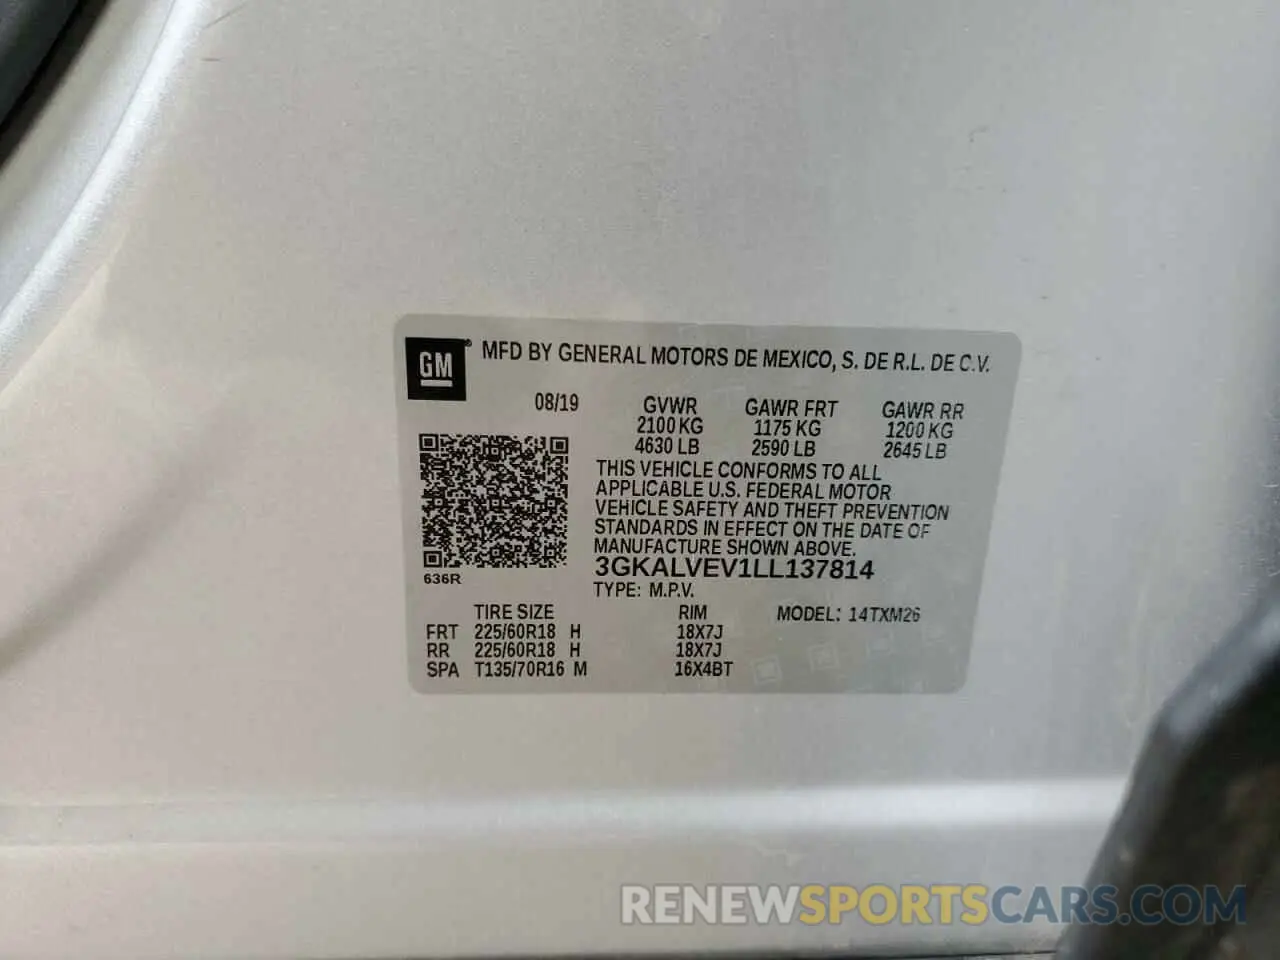 GM® MFD BY GENERAL MOTORS DE MEXICO, S. DE R.L. DE C.V.
08/19 GVWR GAWR FRT GAWR RR
2100 KG 1175 KG 1200 KG
4630 LB 2590 LB 2645 LB
THIS VEHICLE CONFORMS TO ALL
APPLICABLE U.S. FEDERAL MOTOR
VEHICLE SAFETY AND THEFT PREVENTION
STANDARDS IN EFFECT ON THE DATE OF
MANUFACTURE SHOWN ABOVE.
3GKALVEV1LL137814
636R
TYPE: M.P.V.
TIRE SIZE RIM MODEL: 14TXM26
FRT 225/60R18 H 18X7J
RR 225/60R18 H 18X7J
SPA T135/70R16 M 16X4BT
RENEWSPORTSCARS.COM